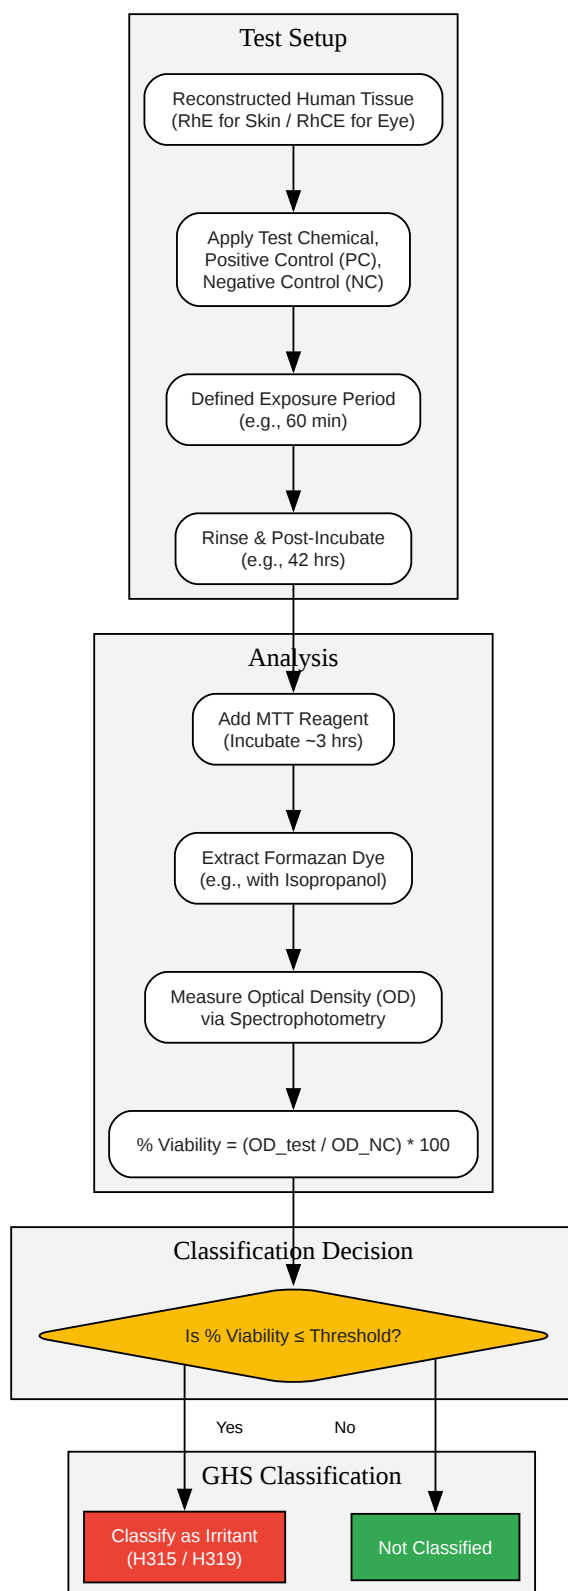 Test Setup
Reconstructed Human Tissue
(RhE for Skin / RhCE for Eye)
Apply Test Chemical,
Positive Control (PC),
Negative Control (NC)
Defined Exposure Period
(e.g., 60 min)
Rinse & Post-Incubate
(e.g., 42 hrs)
Analysis
Add MTT Reagent
(Incubate ~3 hrs)
Extract Formazan Dye
(e.g., with Isopropanol)
Measure Optical Density (OD)
via Spectrophotometry
% Viability = (OD_test / OD_NC) * 100
Classification Decision
Is % Viability ≤ Threshold?
Yes
No
GHS Classification
Classify as Irritant
(H315 / H319)
Not Classified